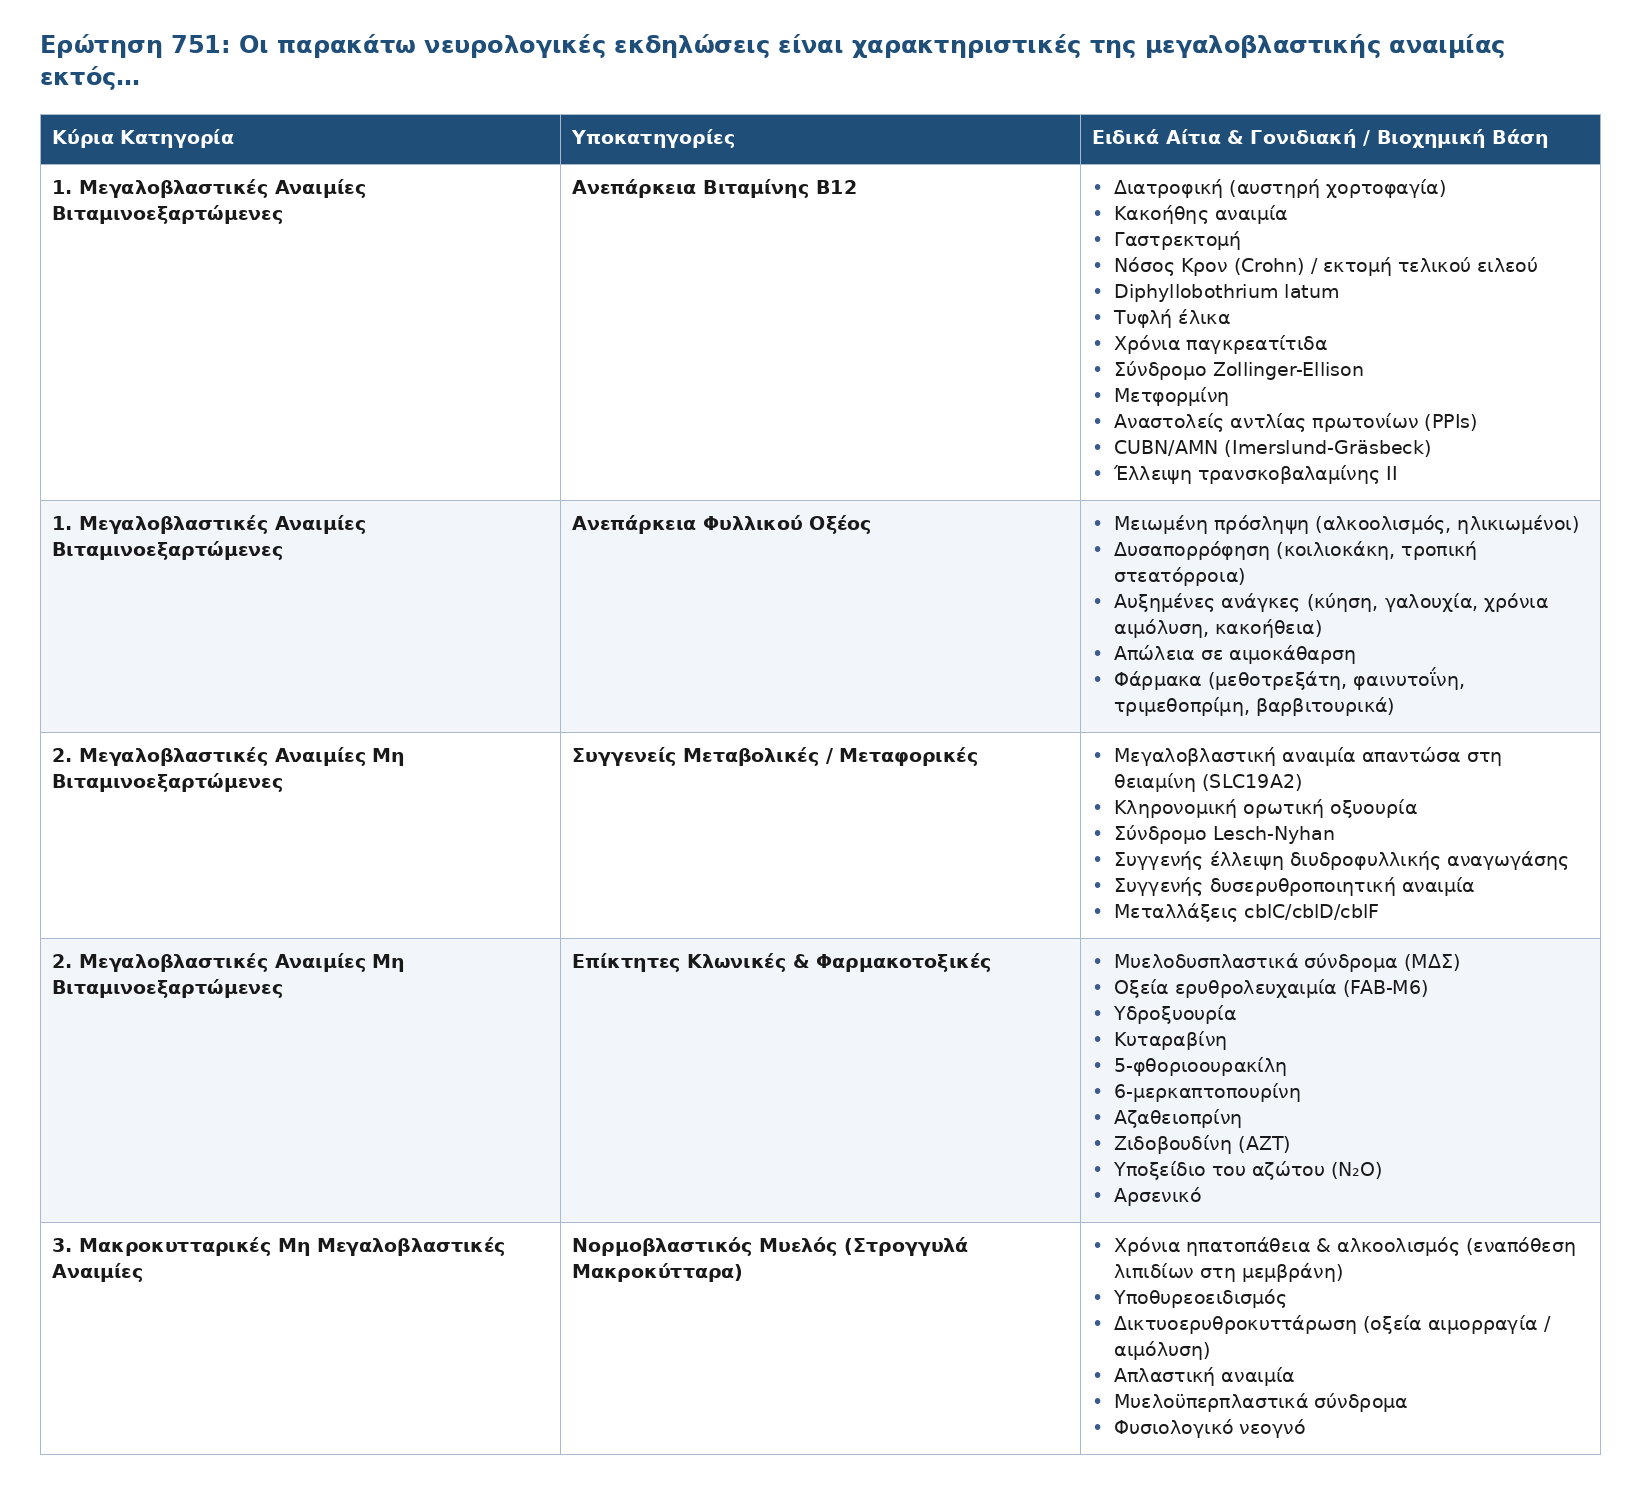 Ερώτηση 751: Οι παρακάτω νευρολογικές εκδηλώσεις είναι χαρακτηριστικές της μεγαλοβλαστικής αναιμίας
εκτός...
Κύρια Κατηγορία
Υποκατηγορίες
Ειδικά Αίτια & Γονιδιακή / Βιοχημική Βάση
1. Μεγαλοβλαστικές Αναιμίες
Βιταμινοεξαρτώμενες
Ανεπάρκεια Βιταμίνης Β12
• Διατροφική (αυστηρή χορτοφαγία)
• Κακοήθης αναιμία
• Γαστρεκτομή
• Νόσος Κρον (Crohn) / εκτομή τελικού ειλεού
• Diphyllobothrium latum
• Τυφλή έλικα
• Χρόνια παγκρεατίτιδα
• Σύνδρομο Zollinger-Ellison
• Μετφορμίνη
• Αναστολείς αντλίας πρωτονίων (PPIs)
• CUBN/AMN (Imerslund-Gräsbeck)
• Έλλειψη τρανσκοβαλαμίνης II
1. Μεγαλοβλαστικές Αναιμίες
Βιταμινοεξαρτώμενες
Ανεπάρκεια Φυλλικού Οξέος
• Μειωμένη πρόσληψη (αλκοολισμός, ηλικιωμένοι)
• Δυσαπορρόφηση (κοιλιοκάκη, τροπική
στεατόρροια)
• Αυξημένες ανάγκες (κύηση, γαλουχία, χρόνια
αιμόλυση, κακοήθεια)
• Απώλεια σε αιμοκάθαρση
• Φάρμακα (μεθοτρεξάτη, φαινυτοΐνη,
τριμεθοπρίμη, βαρβιτουρικά)
2. Μεγαλοβλαστικές Αναιμίες Μη
Βιταμινοεξαρτώμενες
Συγγενείς Μεταβολικές / Μεταφορικές
• Μεγαλοβλαστική αναιμία απαντώσα στη
θειαμίνη (SLC19A2)
• Κληρονομική ορωτική οξυουρία
• Σύνδρομο Lesch-Nyhan
• Συγγενής έλλειψη διυδροφυλλικής αναγωγάσης
• Συγγενής δυσερυθροποιητική αναιμία
• Μεταλλάξεις cblC/cblD/cblF
2. Μεγαλοβλαστικές Αναιμίες Μη
Βιταμινοεξαρτώμενες
Επίκτητες Κλωνικές & Φαρμακοτοξικές
• Μυελοδυσπλαστικά σύνδρομα (ΜΔΣ)
• Οξεία ερυθρολευχαιμία (FAB-M6)
• Υδροξυουρία
• Κυταραβίνη
• 5-φθοριοουρακίλη
• 6-μερκαπτοπουρίνη
• Αζαθειοπρίνη
• Ζιδοβουδίνη (AZT)
• Υποξείδιο του αζώτου (N₂O)
• Αρσενικό
3. Μακροκυτταρικές Μη Μεγαλοβλαστικές
Αναιμίες
Νορμοβλαστικός Μυελός (Στρογγυλά
Μακροκύτταρα)
• Χρόνια ηπατοπάθεια & αλκοολισμός (εναπόθεση
λιπιδίων στη μεμβράνη)
• Υποθυρεοειδισμός
• Δικτυοερυθροκυττάρωση (οξεία αιμορραγία /
αιμόλυση)
• Απλαστική αναιμία
• Μυελοϋπερπλαστικά σύνδρομα
• Φυσιολογικό νεογνό